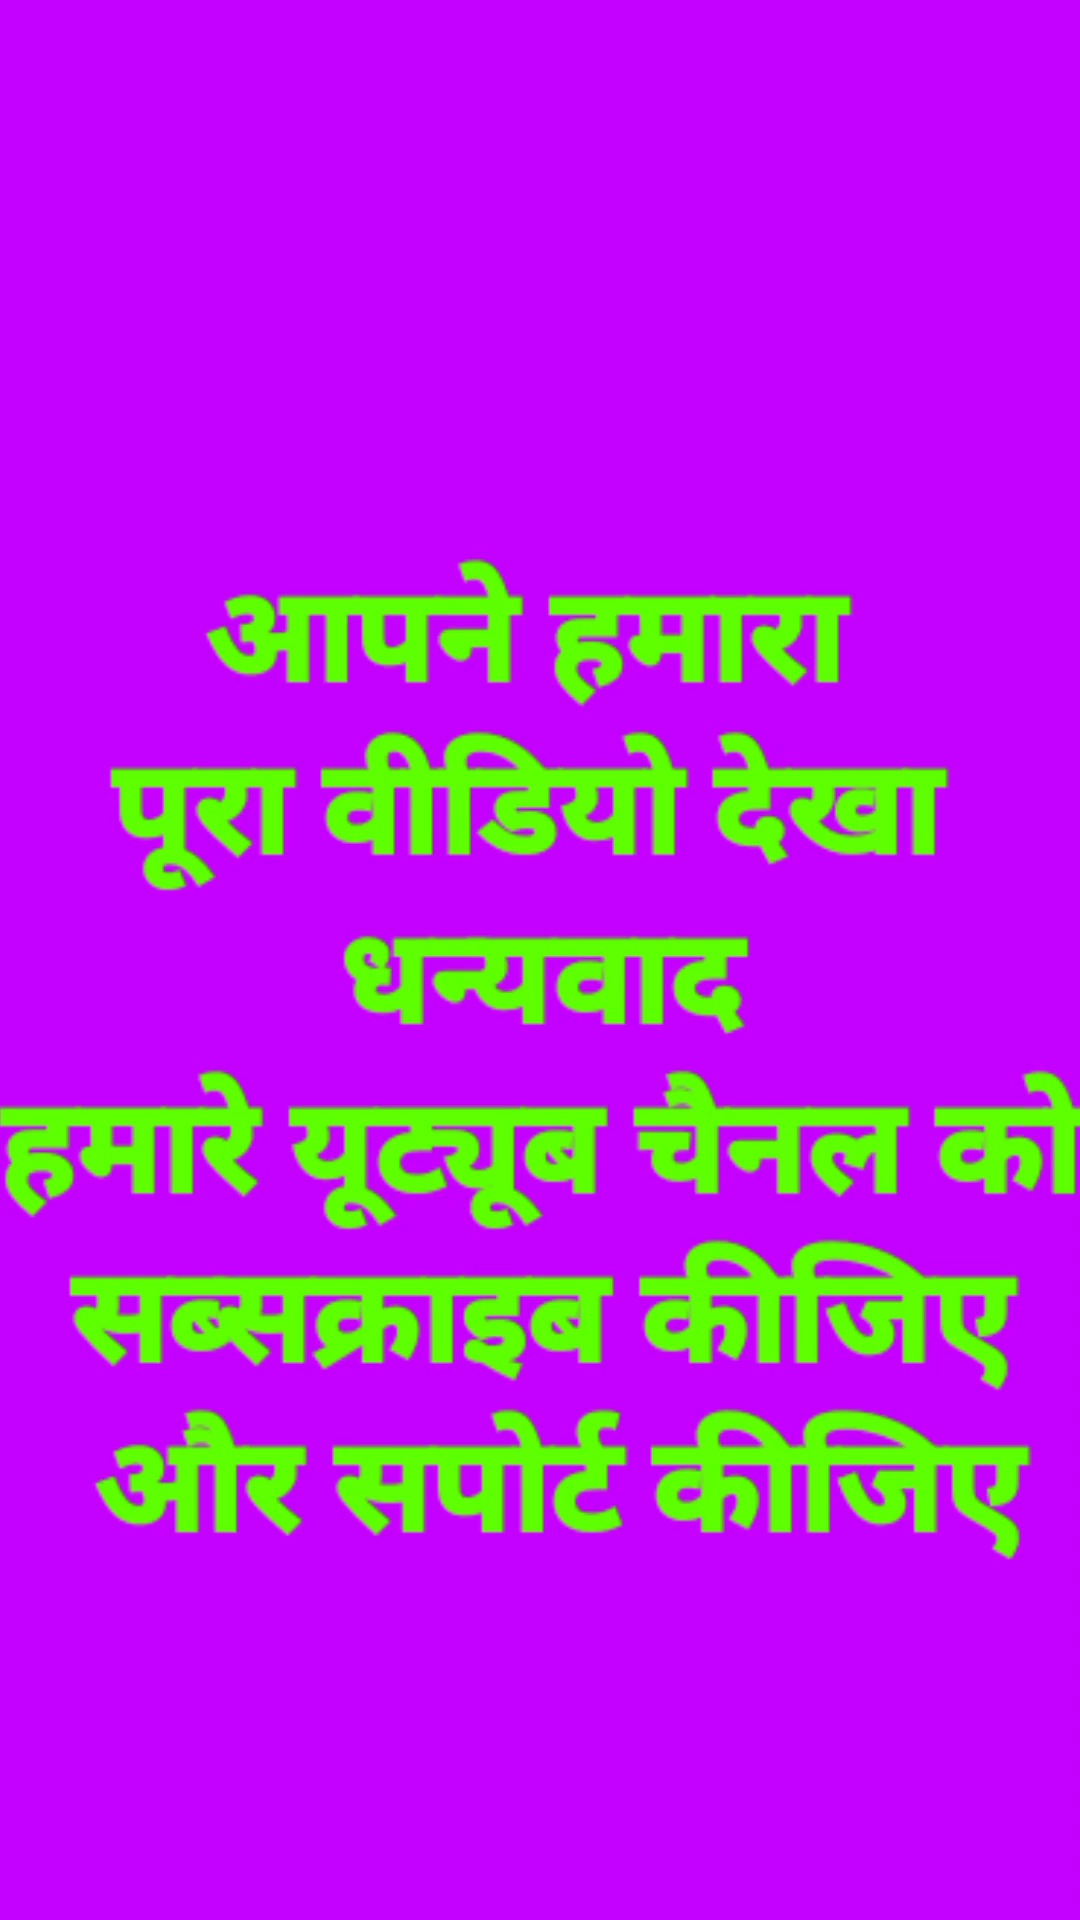 आपने हमारा
पूरा वीडियो देखा
धन्यवाद
हमारे यूट्यूब चैनल को
सब्सक्राइब कीजिए
और सपोर्ट कीजिए